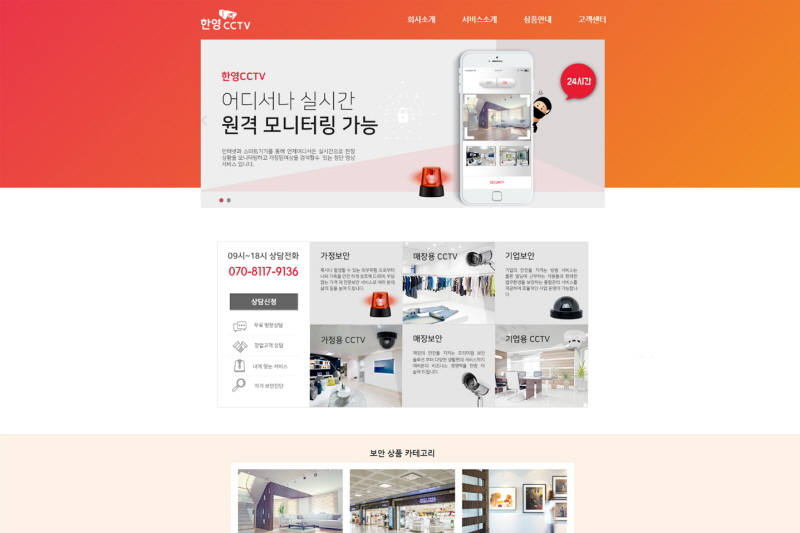 한영 CCTV
회사소개 서비스소개 상품안내 고객센터
한영CCTV
어디서나 실시간
원격 모니터링 가능
인터넷과 스마트기기를 통해 언제어디서든 실시간으로 현장
상황을 모니터링하고 저장된영상을 검색할수 있는 첨단 영상
서비스 입니다.
24시간
SECURITY
09시~18시 상담전화
070-8117-9136
상담신청
무료 방문상담
창업고객 상담
내게 맞는 서비스
자가 보안진단
가정보안
매장용 CCTV
기업보안
가정용 CCTV
매장보안
기업용 CCTV
보안 상품 카테고리